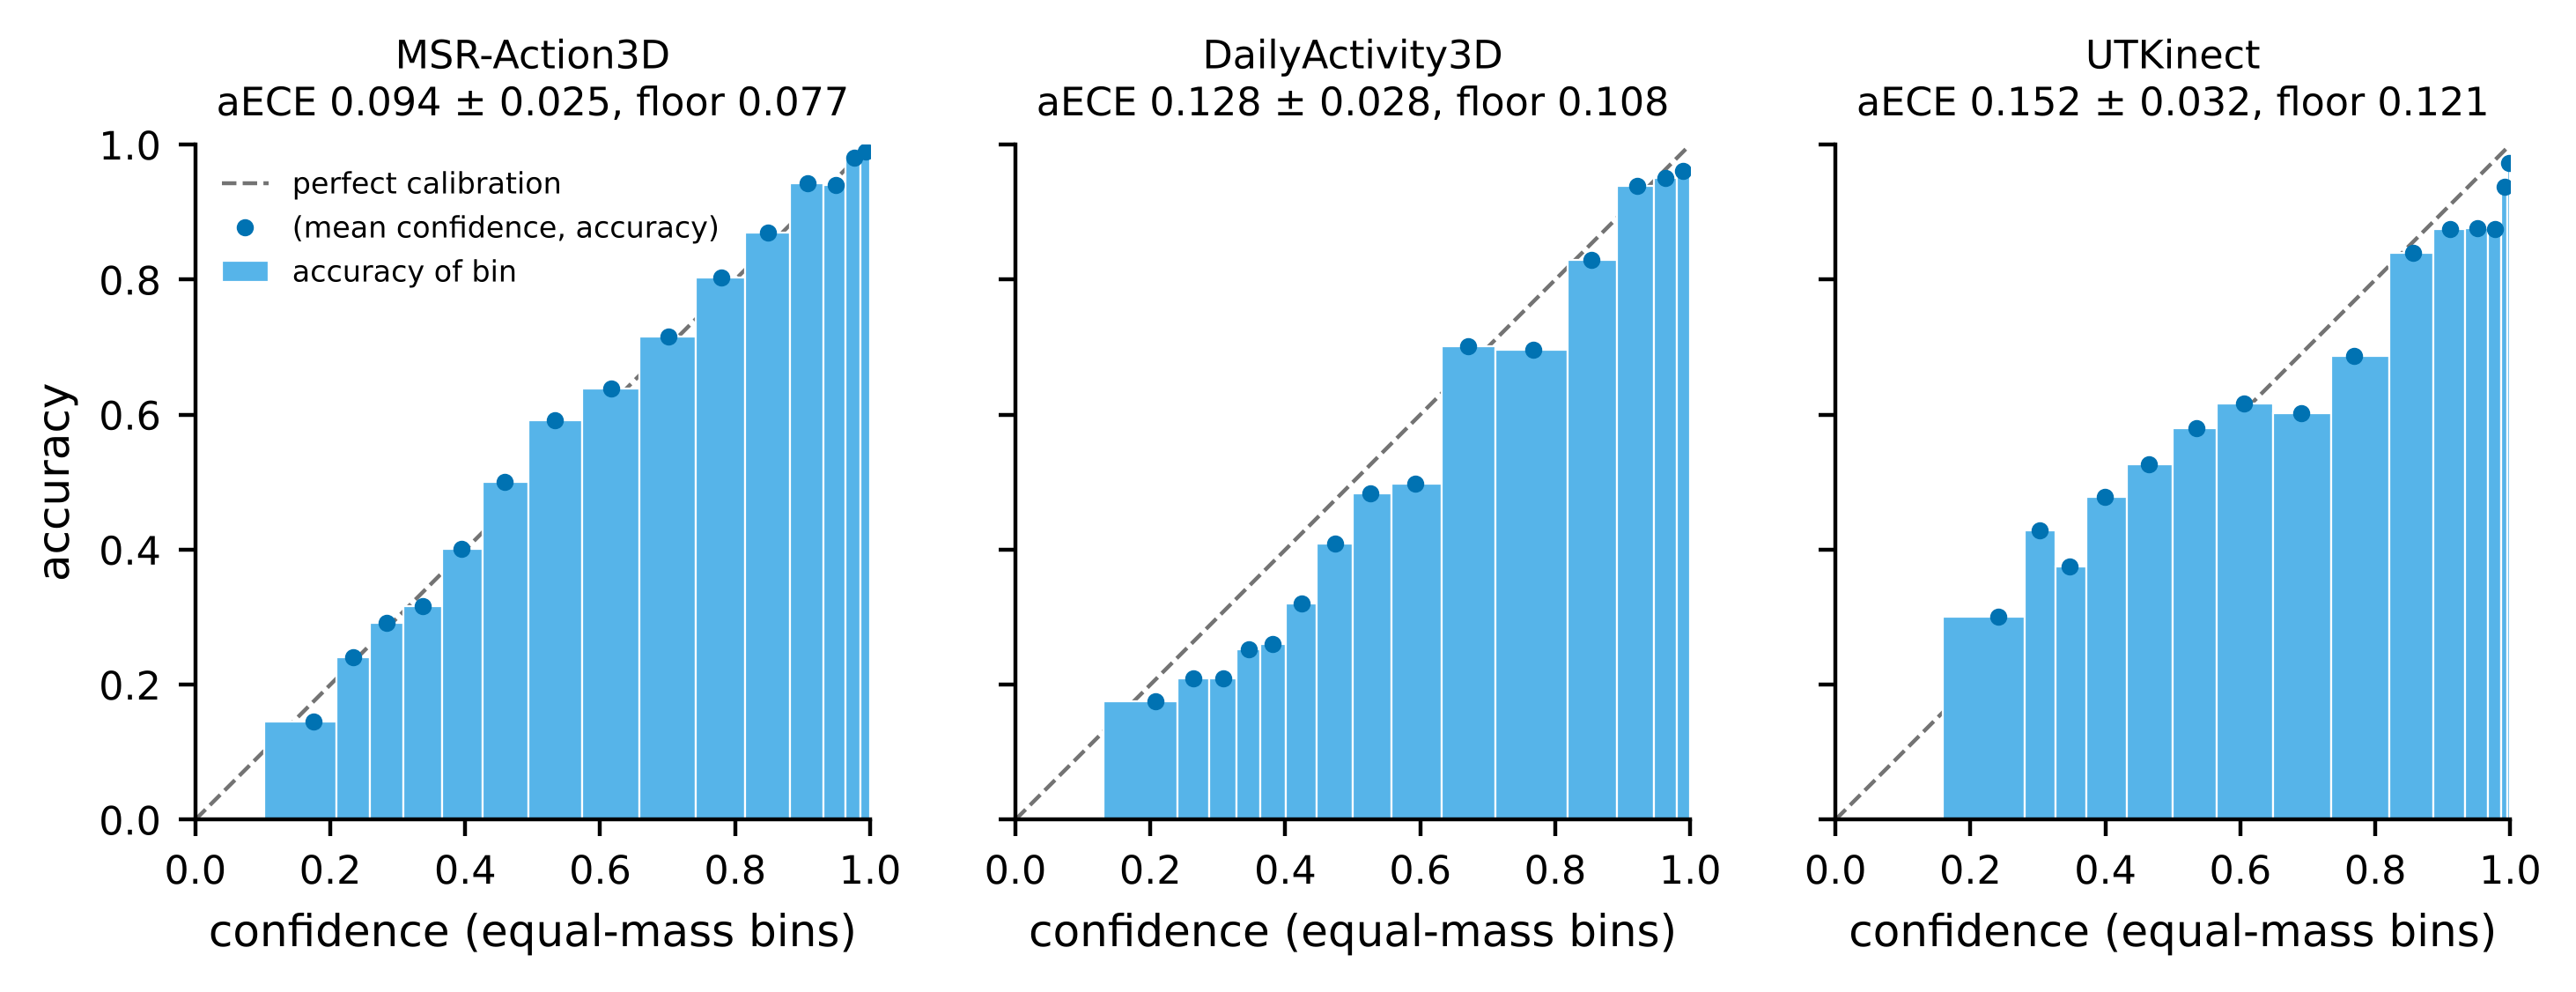 MSR-Action3D
aECE 0.094 ± 0.025, floor 0.077
DailyActivity3D
aECE 0.128 ± 0.028, floor 0.108
UTKinect
aECE 0.152 ± 0.032, floor 0.121
perfect calibration
(mean confidence, accuracy)
accuracy of bin
accuracy
1.0
0.8
0.6
0.4
0.2
0.0
0.0 0.2 0.4 0.6 0.8 1.0
confidence (equal-mass bins)
0.0 0.2 0.4 0.6 0.8 1.0
confidence (equal-mass bins)
0.0 0.2 0.4 0.6 0.8 1.0
confidence (equal-mass bins)